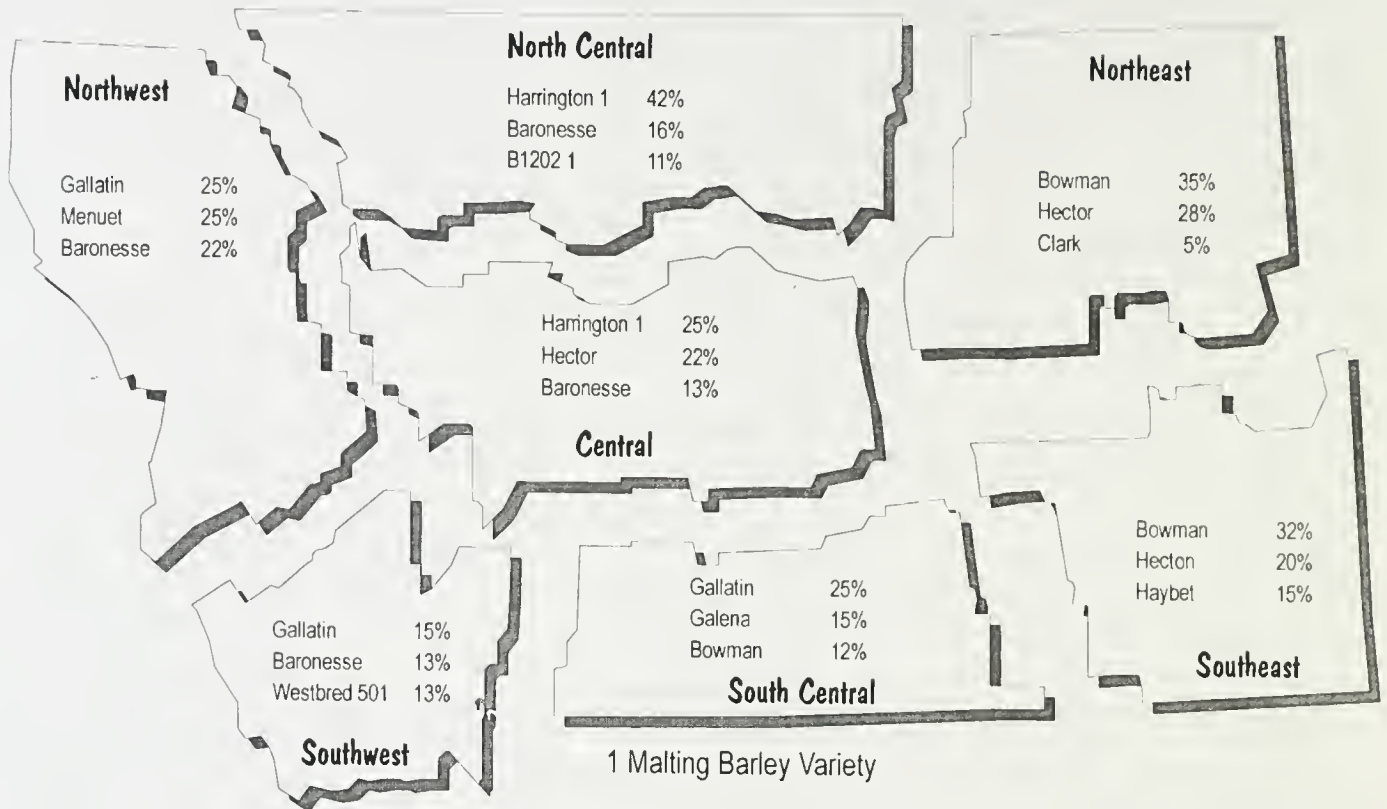 Northwest
Gallatin 25%
Menuet 25%
Baronesse 22%
North Central
Harrington 1 42%
Baronesse 16%
B1202 1 11%
Northeast
Bowman 35%
Hector 28%
Clark 5%
Harrington 1 25%
Hector 22%
Baronesse 13%
Central
Gallatin 15%
Baronesse 13%
Westbred 501 13%
Southwest
Gallatin 25%
Galena 15%
Bowman 12%
South Central
Bowman 32%
Hecton 20%
Haybet 15%
Southeast
1 Malting Barley Variety